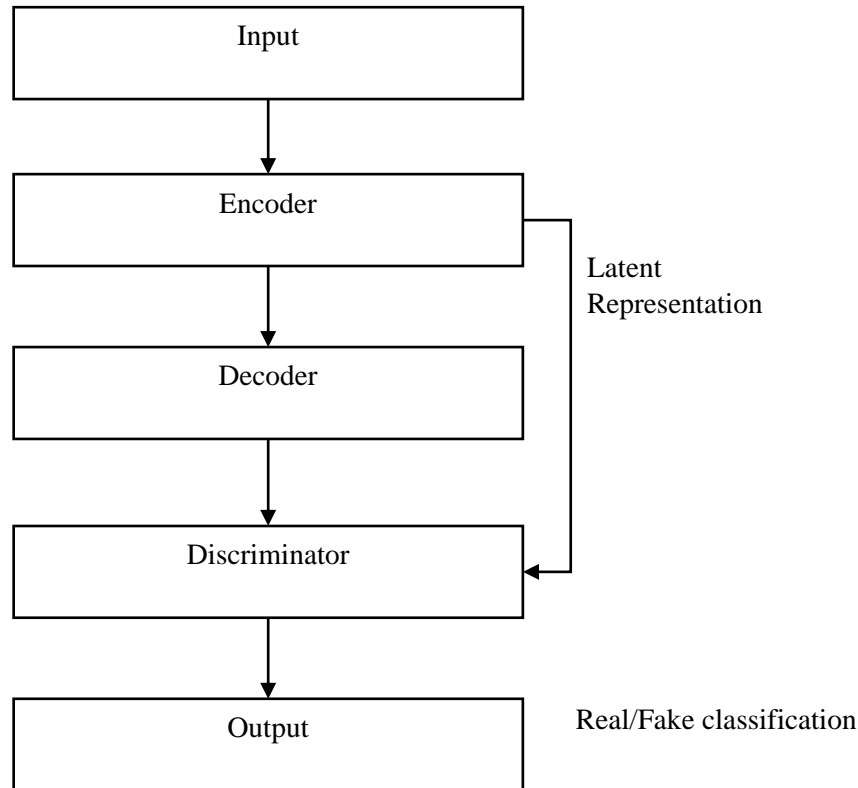 Input
Encoder
Latent
Representation
Decoder
Discriminator
Output
Real/Fake classification